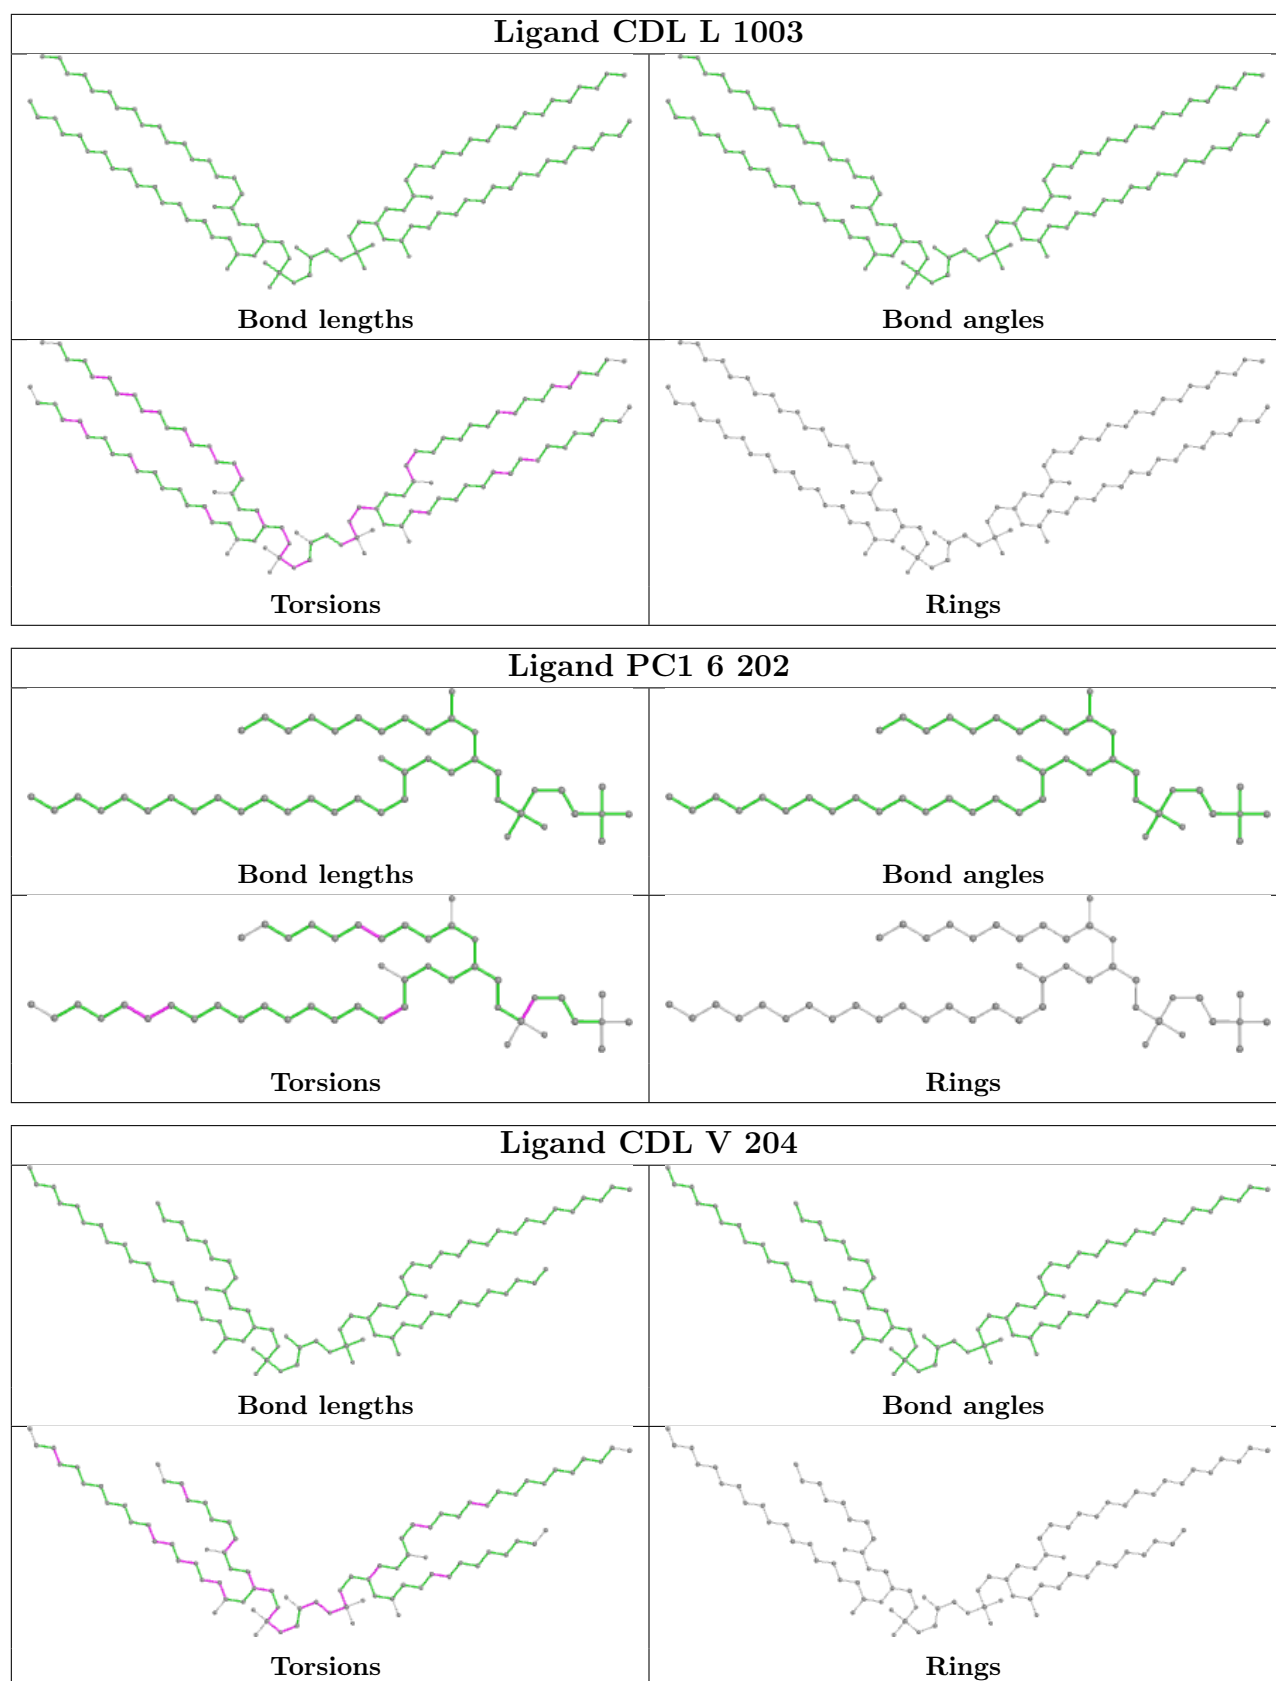 Ligand CDL L 1003
Bond lengths
Bond angles
Torsions
Rings
Ligand PC1 6 202
Bond lengths
Bond angles
Torsions
Rings
Ligand CDL V 204
Bond lengths
Bond angles
Torsions
Rings